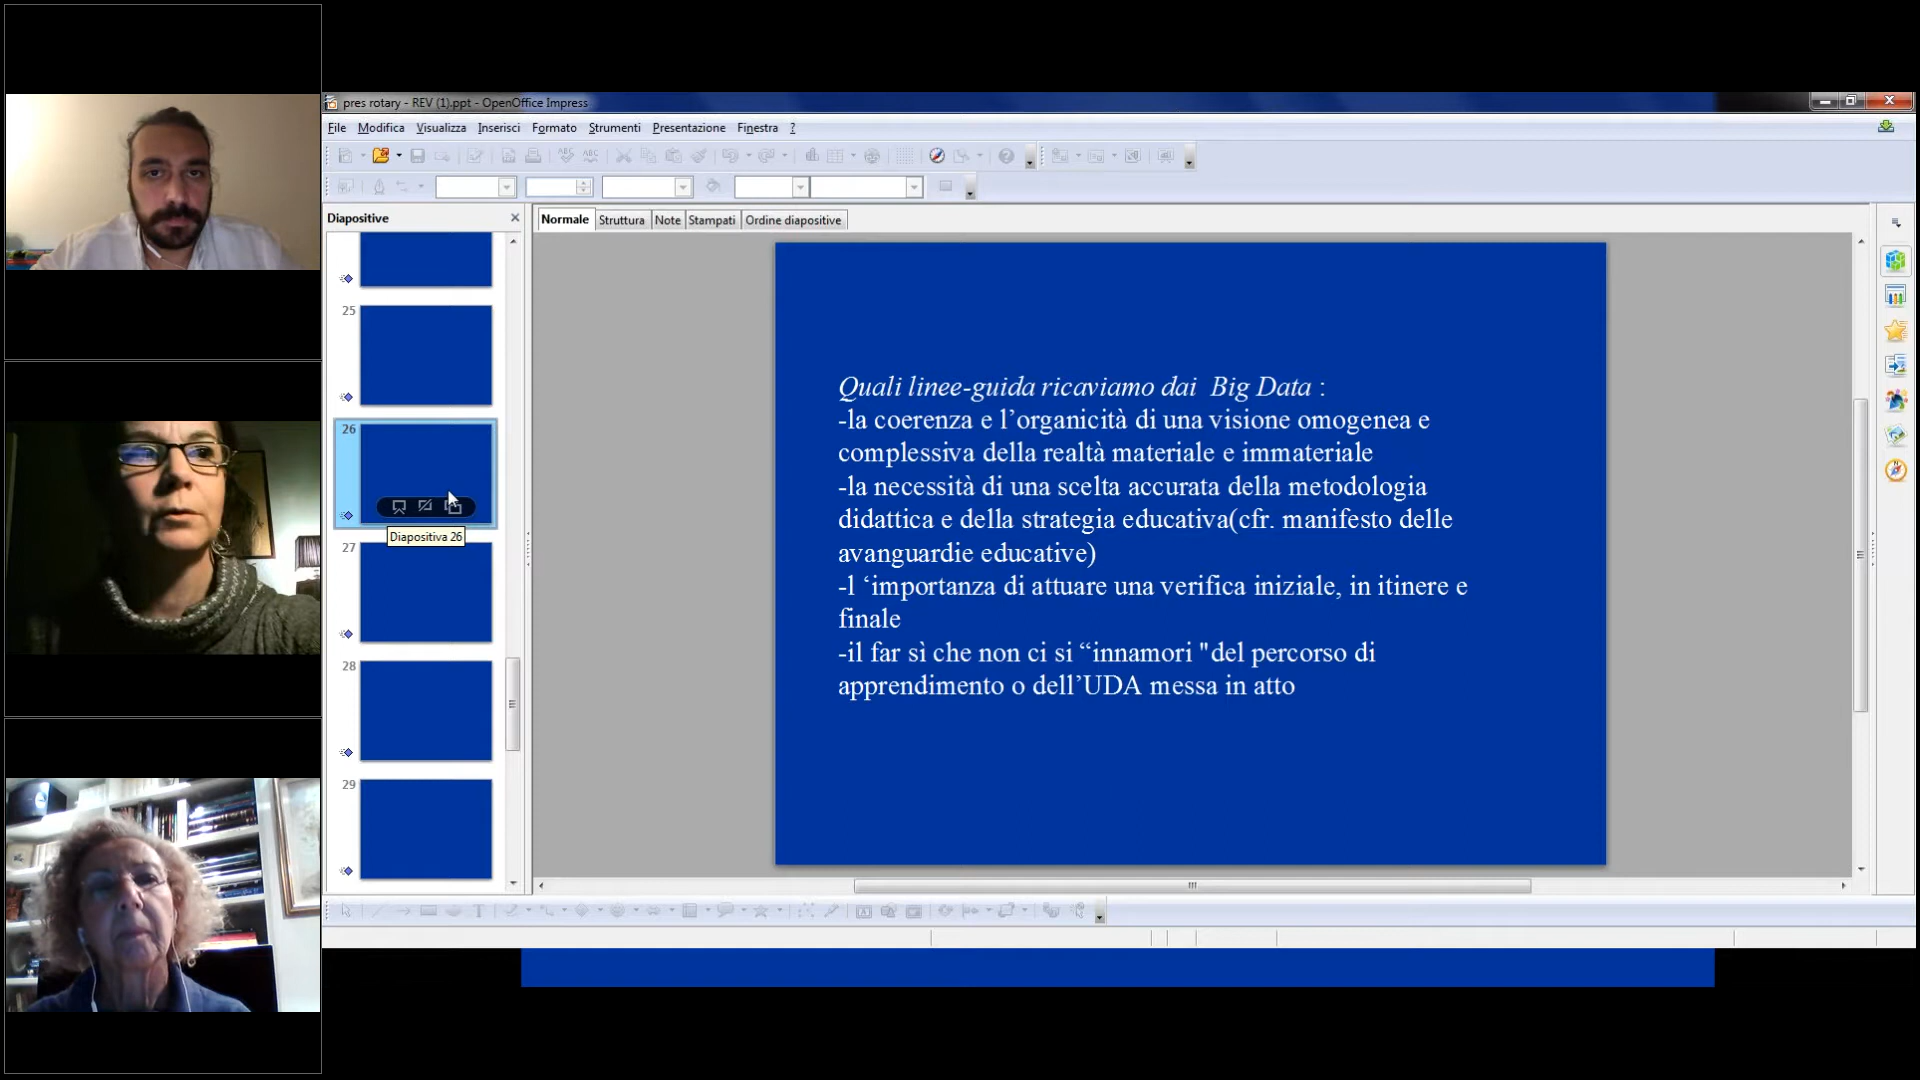 pres rotary - REV (1).ppt - OpenOffice Impress
File Modifica Visualizza Inserisci Formato Strumenti Presentazione Finestra ?
Diapositive
Normale Struttura Note Stampati Ordine diapositive
25
26
Diapositiva 26
27
28
29
Quali linee-guida ricaviamo dai  Big Data :
-la coerenza e l’organicità di una visione omogenea e
complessiva della realtà materiale e immateriale
-la necessità di una scelta accurata della metodologia
didattica e della strategia educativa(cfr. manifesto delle
avanguardie educative)
-l ‘importanza di attuare una verifica iniziale, in itinere e
finale
-il far sì che non ci si “innamori "del percorso di
apprendimento o dell’UDA messa in atto